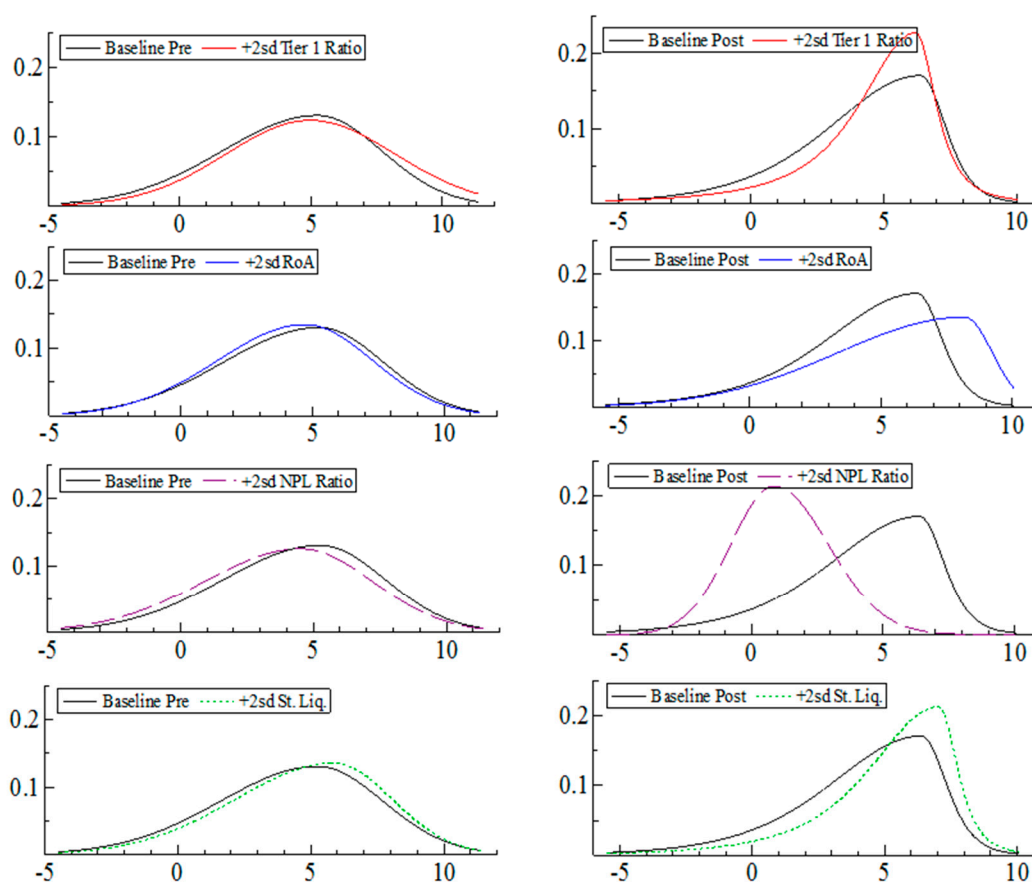 Baseline Pre +2sd Tier 1 Ratio
0.2
0.1
-5 0 5 10
Baseline Post +2sd Tier 1 Ratio
0.2
0.1
-5 0 5 10
Baseline Pre +2sd RoA
0.2
0.1
-5 0 5 10
Baseline Post +2sd RoA
0.2
0.1
-5 0 5 10
Baseline Pre +2sd NPL Ratio
0.2
0.1
-5 0 5 10
Baseline Post +2sd NPL Ratio
0.2
0.1
-5 0 5 10
Baseline Pre +2sd St. Liq.
0.2
0.1
-5 0 5 10
Baseline Post +2sd St. Liq.
0.2
0.1
-5 0 5 10